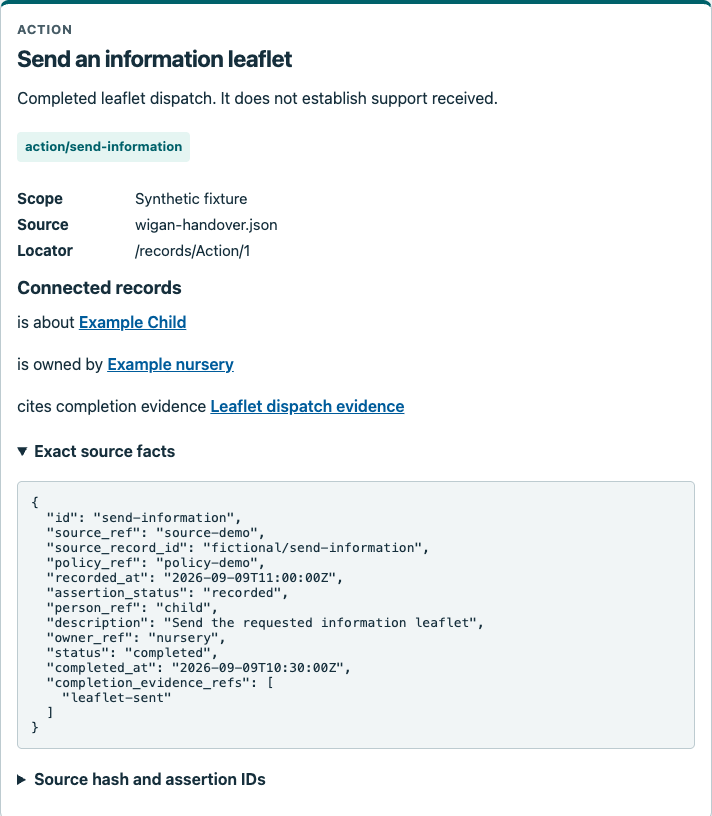 ACTION
Send an information leaflet
Completed leaflet dispatch. It does not establish support received.
action/send-information
Scope Synthetic fixture
Source wigan-handover.json
Locator /records/Action/1
Connected records
is about Example Child
is owned by Example nursery
cites completion evidence Leaflet dispatch evidence
▼ Exact source facts
{
  "id": "send-information",
  "source_ref": "source-demo",
  "source_record_id": "fictional/send-information",
  "policy_ref": "policy-demo",
  "recorded_at": "2026-09-09T11:00:00Z",
  "assertion_status": "recorded",
  "person_ref": "child",
  "description": "Send the requested information leaflet",
  "owner_ref": "nursery",
  "status": "completed",
  "completed_at": "2026-09-09T10:30:00Z",
  "completion_evidence_refs": [
    "leaflet-sent"
  ]
}
▶ Source hash and assertion IDs